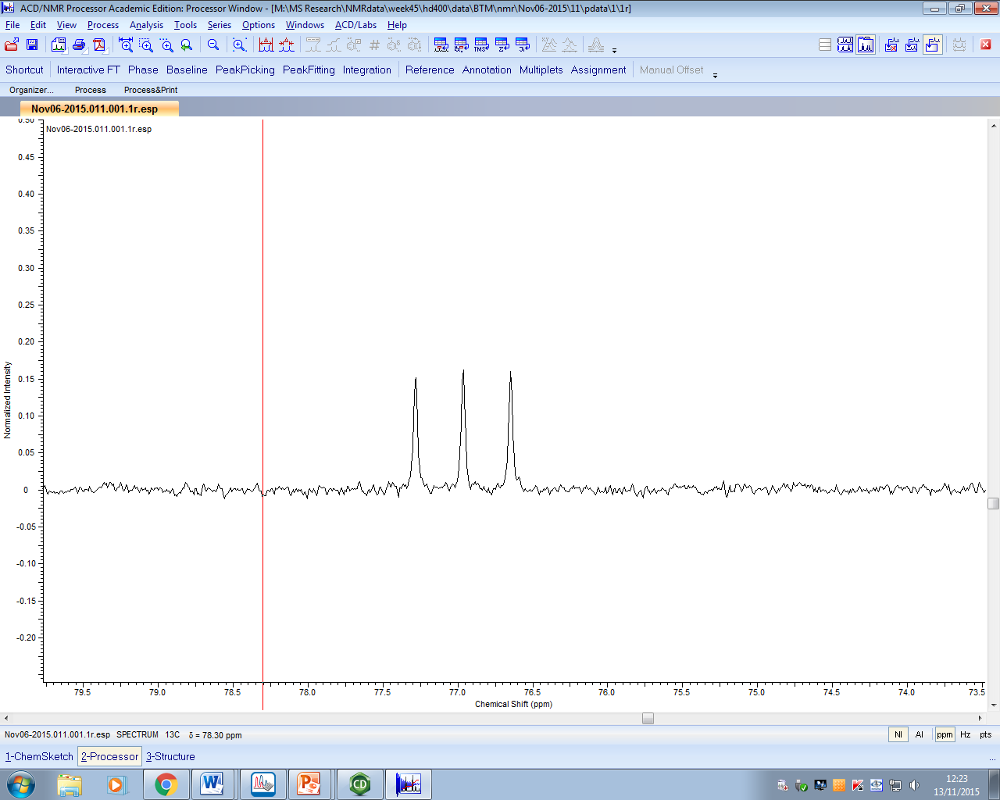 ACD/NMR Processor Academic Edition: Processor Window - [M:\MS Research\NMRdata\week45\hd400\data\BTM\nmr\Nov06-2015\11\pdata\1\1r]
File Edit View Process Analysis Tools Series Options Windows ACD/Labs Help
Shortcut Interactive FT Phase Baseline PeakPicking PeakFitting Integration Reference Annotation Multiplets Assignment Manual Offset
Organizer... Process Process&Print
Nov06-2015.011.001.1r.esp
Nov06-2015.011.001.1r.esp
0.50
0.45
0.40
0.35
0.30
0.25
0.20
0.15
0.10
0.05
0
-0.05
-0.10
-0.15
-0.20
Normalized Intensity
79.5 79.0 78.5 78.0 77.5 77.0 76.5 76.0 75.5 75.0 74.5 74.0 73.5
Chemical Shift (ppm)
Nov06-2015.011.001.1r.esp SPECTRUM 13C δ = 78.30 ppm NI AI ppm Hz pts
1-ChemSketch 2-Processor 3-Structure ...
12:23
13/11/2015